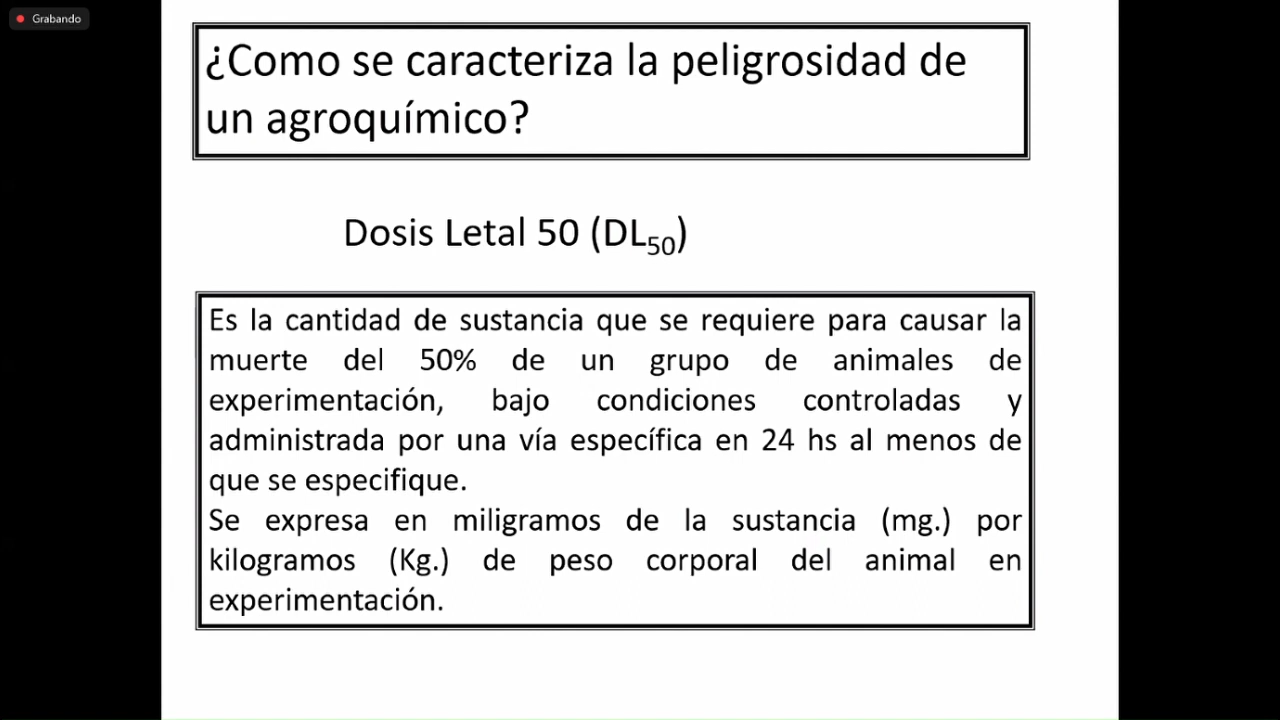 Grabando
¿Como se caracteriza la peligrosidad de
un agroquímico?
Dosis Letal 50 (DL50)
Es la cantidad de sustancia que se requiere para causar la
muerte del 50% de un grupo de animales de
experimentación, bajo condiciones controladas y
administrada por una vía específica en 24 hs al menos de
que se especifique.
Se expresa en miligramos de la sustancia (mg.) por
kilogramos (Kg.) de peso corporal del animal en
experimentación.